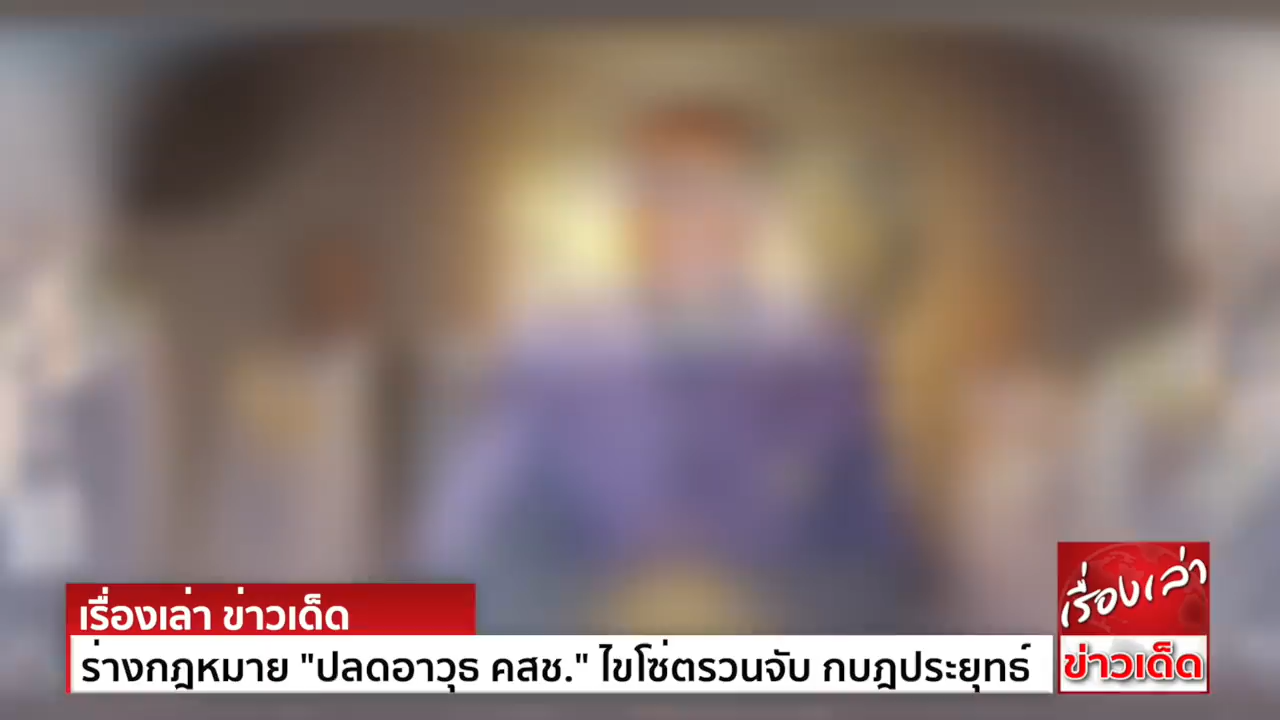 เรื่องเล่า ข่าวเด็ด
ร่างกฎหมาย "ปลดอาวุธ คสช." ไขโซ่ตรวนจับ กบฎประยุทธ์
เรื่องเล่า
ข่าวเด็ด